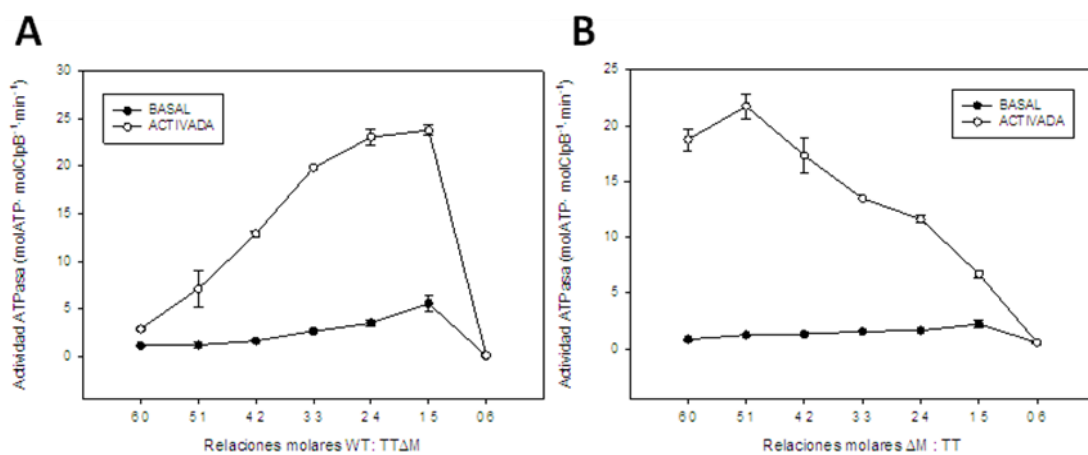 A
30
25
20
15
10
5
0
BASAL
ACTIVADA
Actividad ATPasa (molATP· molClpB⁻¹·min⁻¹)
6 0
5 1
4 2
3 3
2 4
1 5
0 6
Relaciones molares WT: TTΔM
B
25
20
15
10
5
0
BASAL
ACTIVADA
Actividad ATPasa (molATP· molClpB⁻¹·min⁻¹)
6 0
5 1
4 2
3 3
2 4
1 5
0 6
Relaciones molares ΔM : TT